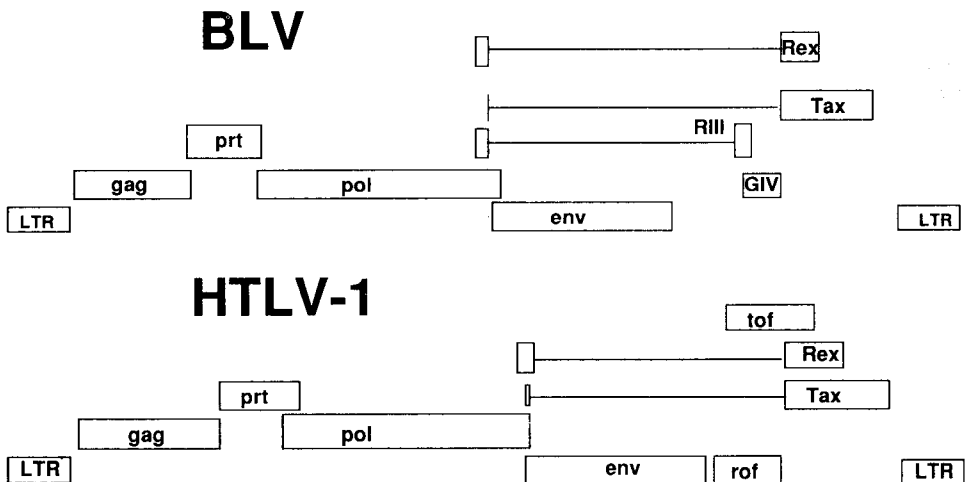 BLV
Rex
Tax
RIII
prt
gag
pol
GIV
LTR
env
LTR
HTLV-1
tof
Rex
prt
Tax
gag
pol
LTR
env
rof
LTR